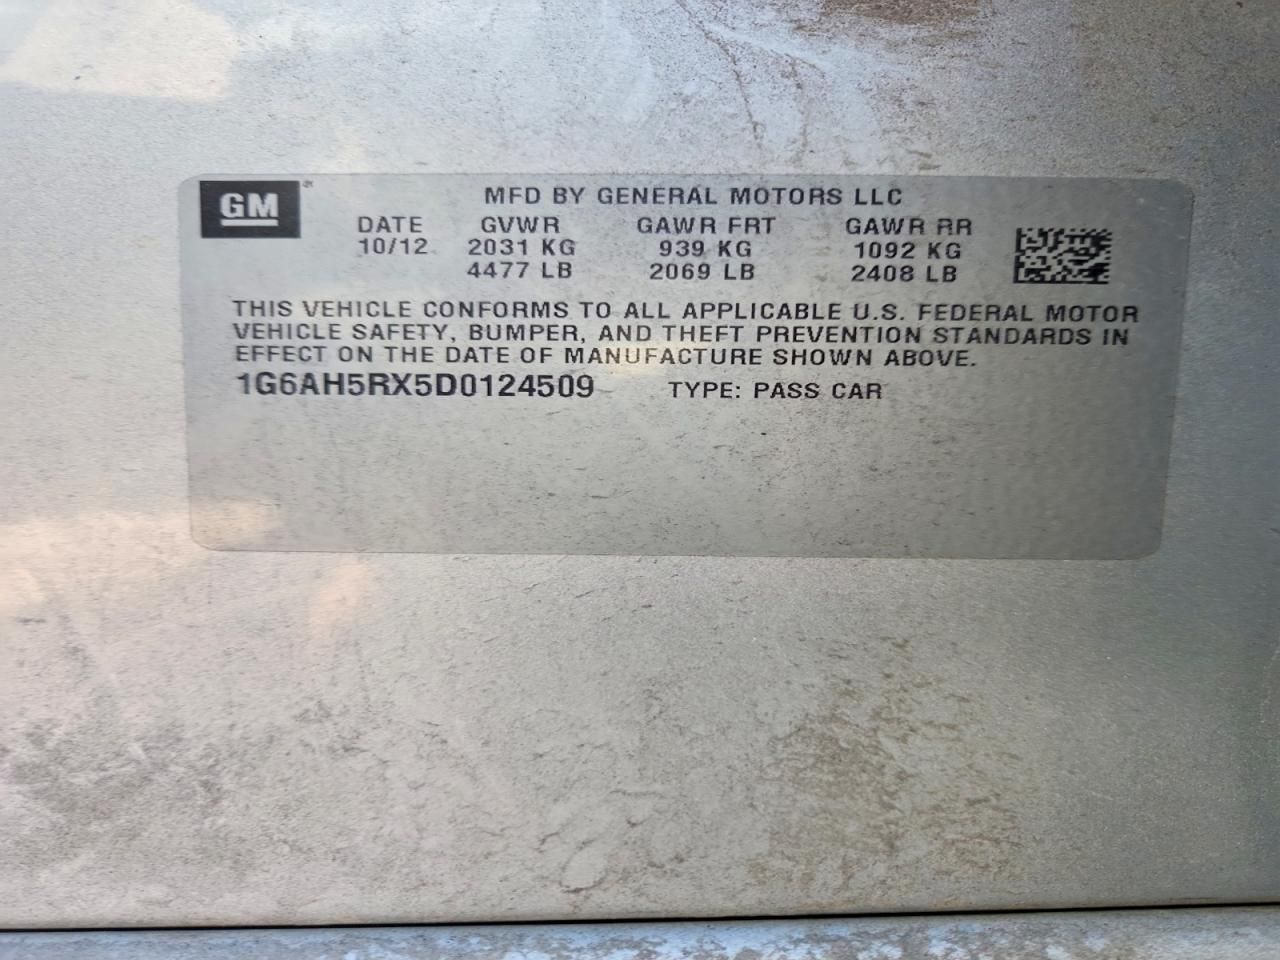 GM
MFD BY GENERAL MOTORS LLC
DATE GVWR GAWR FRT GAWR RR
10/12 2031 KG 939 KG 1092 KG
4477 LB 2069 LB 2408 LB
THIS VEHICLE CONFORMS TO ALL APPLICABLE U.S. FEDERAL MOTOR
VEHICLE SAFETY, BUMPER, AND THEFT PREVENTION STANDARDS IN
EFFECT ON THE DATE OF MANUFACTURE SHOWN ABOVE.
1G6AH5RX5D0124509 TYPE: PASS CAR